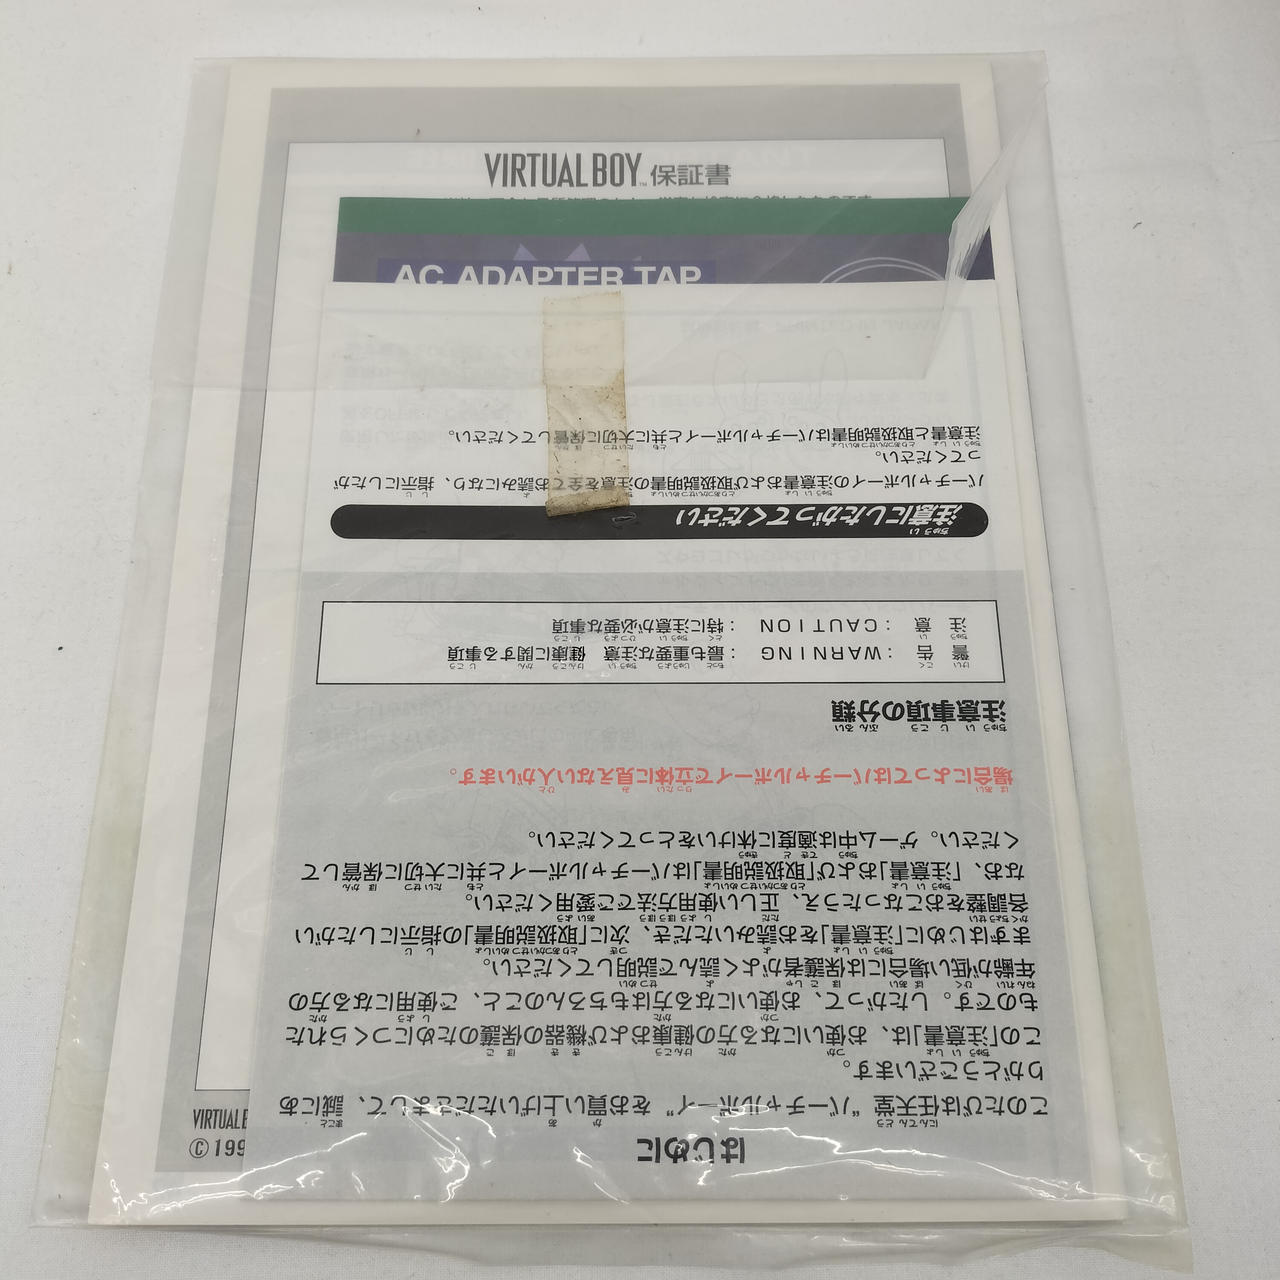 VIRTUAL BOY™ 保証書
AC ADAPTER TAP
はじめに
このたびは任天堂“バーチャルボーイ”をお買い上げいただきまして、誠にあ
りがとうございます。
この「注意書」は、お使いになる方の健康および機器の保護のためにつくられた
ものです。したがって、お使いになる方はもちろんのこと、ご使用になる方の
年齢が低い場合には保護者がよく読んで説明してください。
まずはじめに「注意書」をお読みいただき、次に「取扱説明書」の指示にしたがい
各調整をおこなったうえ、正しい使用方法でご愛用ください。
なお、「注意書」および「取扱説明書」はバーチャルボーイと共に大切に保管して
ください。ゲーム中は適度に休けいをとってください。
場合によってはバーチャルボーイで立体に見えない人がいます。
注意事項の分類
警告：WARNING：最も重要な注意 健康に関する事項
注意：CAUTION：特に注意が必要な事項
注意にしたがってください
バーチャルボーイの注意書および取扱説明書の注意を全てお読みになり、指示にしたが
ってください。
注意書と取扱説明書はバーチャルボーイと共に大切に保管してください。
VIRTUAL
© 199